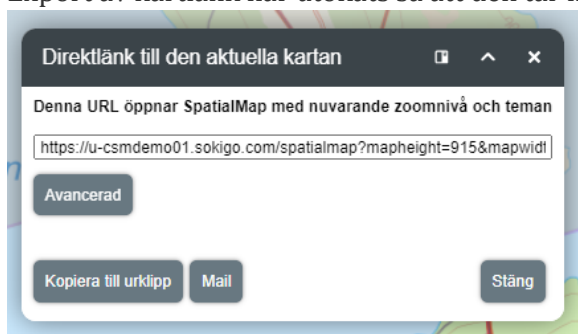 Direktlänk till den aktuella kartan
Denna URL öppnar SpatialMap med nuvarande zoomnivå och teman
https://u-csmdemo01.sokigo.com/spatialmap?mapheight=915&mapwidt
Avancerad
Kopiera till urklipp Mail Stäng